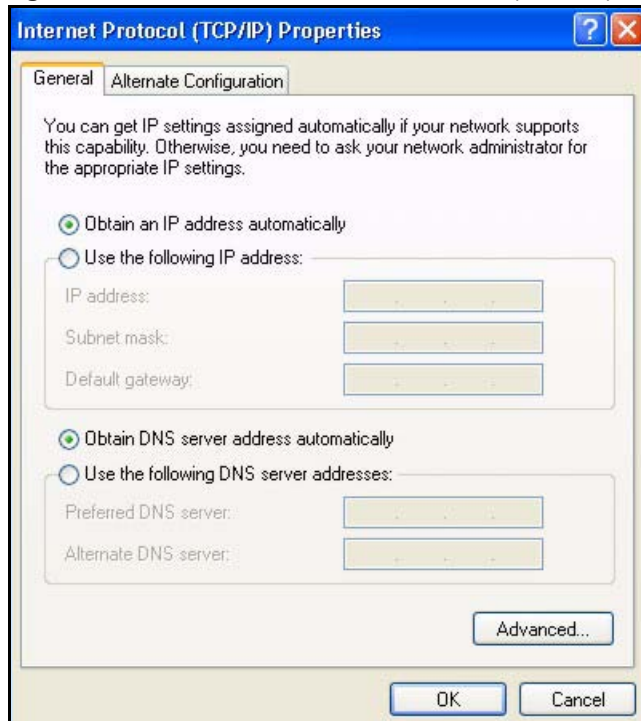 Internet Protocol (TCP/IP) Properties
General
Alternate Configuration
You can get IP settings assigned automatically if your network supports
this capability. Otherwise, you need to ask your network administrator for
the appropriate IP settings.
Obtain an IP address automatically
Use the following IP address:
IP address:
Subnet mask:
Default gateway:
Obtain DNS server address automatically
Use the following DNS server addresses:
Preferred DNS server:
Alternate DNS server:
Advanced...
OK
Cancel